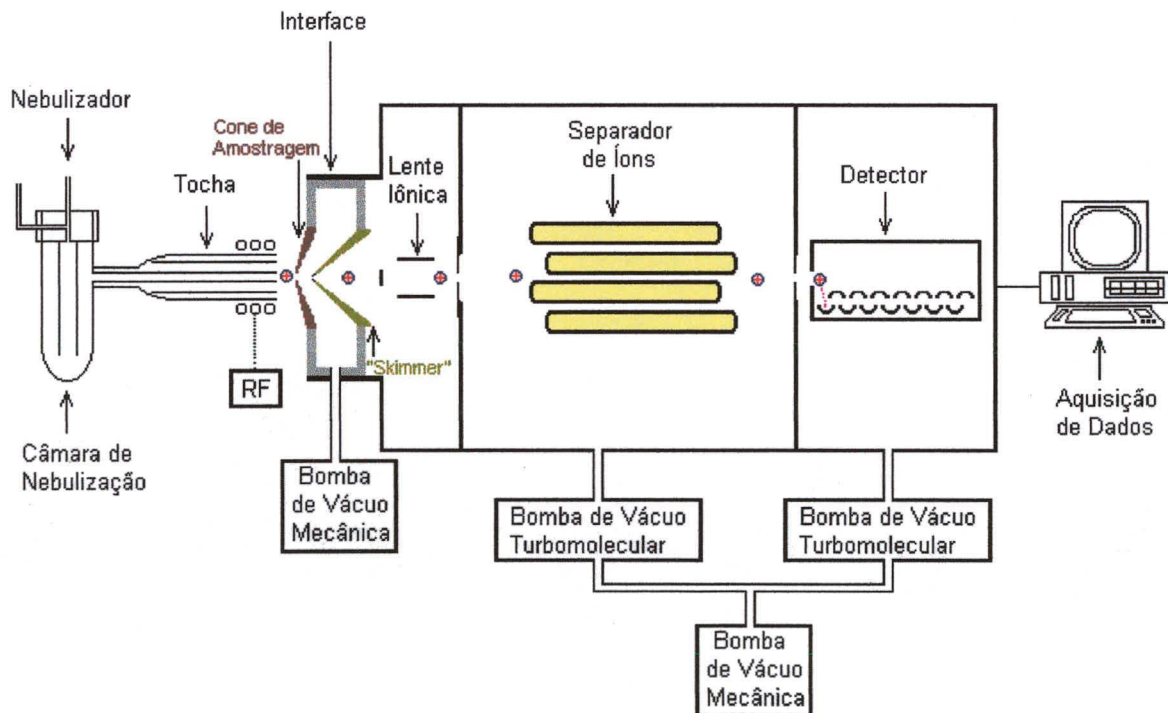 Interface
Nebulizador
Cone de
Amostragem
Tocha
Lente
Iônica
Separador
de Íons
Detector
"Skimmer"
RF
Câmara de
Nebulização
Bomba
de Vácuo
Mecânica
Bomba de Vácuo
Turbomolecular
Bomba de Vácuo
Turbomolecular
Aquisição
de Dados
Bomba
de Vácuo
Mecânica